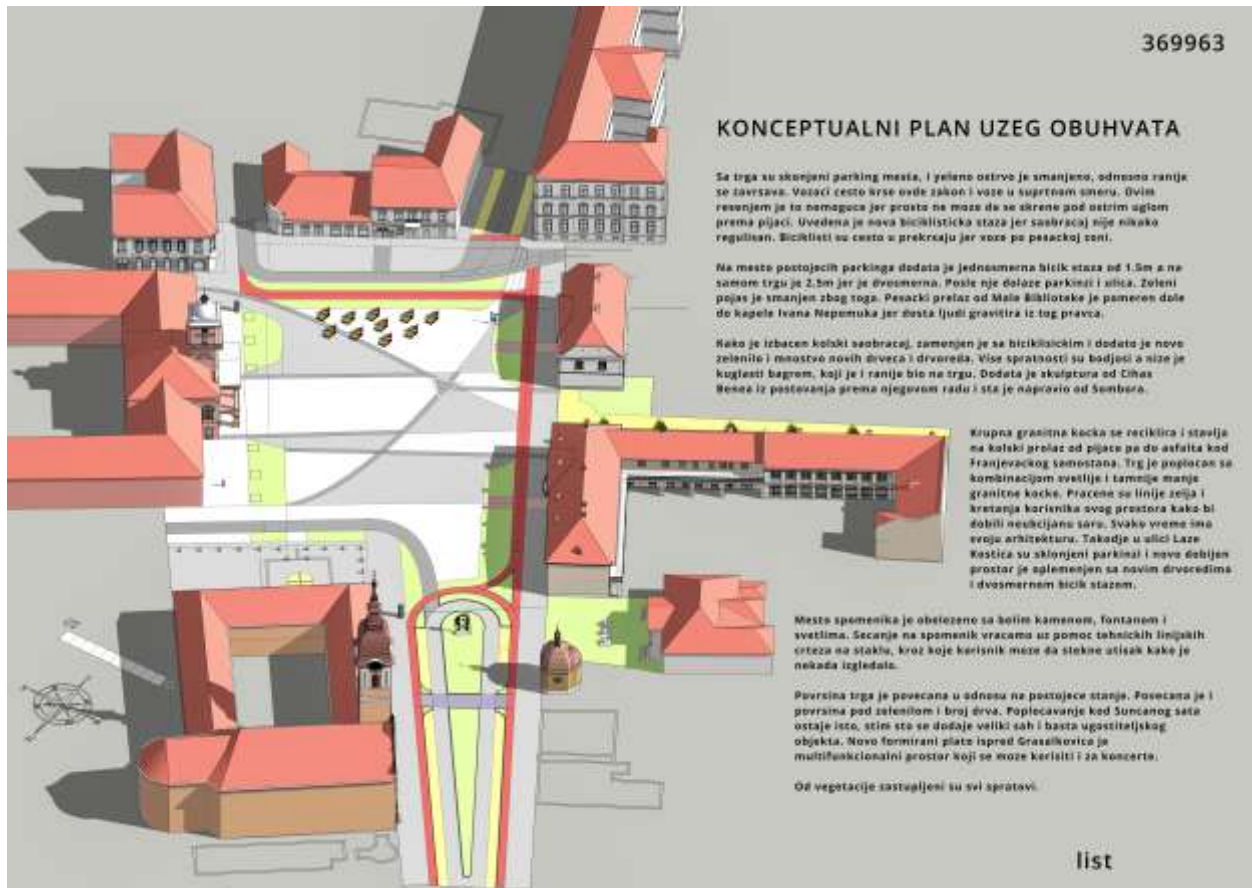 369963
KONCEPTUALNI PLAN UZEG OBUHVATA
Sa trga su skonjeni parking mesta, i yeleno ostrvo je smanjeno, odnosno ranije
se zavrsava. Vozaci cesto krse ovde zakon i voze u suprtnom smeru. Ovim
resenjem je to nemoguce jer prosto ne moze da se skrene pod ostrim uglom
prema pijaci. Uvedena je nova biciklisticka staza jer saobracaj nije nikako
regulisan. Biciklisti su cesto u prekrsaju jer voze po pesackoj zoni.
Na mesto postojecih parkinga dodata je jednosmerna bicik staza od 1.5m a na
samom trgu je 2.5m jer je dvosmerna. Posle nje dolaze parkinzi i ulica. Zeleni
pojas je smanjen zbog toga. Pesacki prelaz od Male Biblioteke je pomeren dole
do kapele Ivana Nepomuka jer dosta ljudi gravitira iz tog pravca.
Kako je izbacen kolski saobracaj, zamenjen je sa biciklisickim i dodato je novo
zelenilo i mnostvo novih drveca i drvoreda. Vise spratnosti su bodjosi a nize je
kuglasti bagrem, koji je i ranije bio na trgu. Dodata je skulptura od Cihas
Benea iz postovanja prema njegovom radu i sta je napravio od Sombora.
Krupna granitna kocka se reciklira i stavlja
na kolski prelaz od pijace pa do asfalta kod
Franjevackog samostana. Trg je poplocan sa
kombinacijom svetlije i tamnije manje
granitne kocke. Pracene su linije zelja i
kretanja korisnika ovog prostora kako bi
dobili neubicijanu saru. Svako vreme ima
svoju arhitekturu. Takodje u ulici Laze
Kostica su sklonjeni parkinzi i novo dobijen
prostor je oplemenjen sa novim drvoredima
i dvosmernom bicik stazom.
Mesto spomenika je obelezeno sa belim kamenom, fontanom i
svetlima. Secanje na spomenik vracamo uz pomoc tehnickih linijskih
crteza na staklu, kroz koje korisnik moze da stekne utisak kako je
nekada izgledalo.
Povrsina trga je povecana u odnosu na postojece stanje. Povecana je i
povrsina pod zelenilom i broj drva. Poplocavanje kod Suncanog sata
ostaje isto, stim sto se dodaje veliki sah i basta ugostiteljskog
objekta. Novo formirani plato ispred Grasalkovica je
multifunkcionalni prostor koji se moze korisiti i za koncerte.
Od vegetacije zastupljeni su svi spratovi.
list